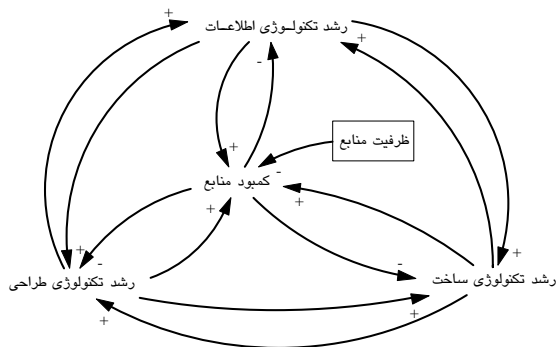 رشد تکنولوژی اطلاعات
+
+
-
+
+
ظرفیت منابع
-
کمبود منابع
+
+
+
-
-
+
رشد تکنولوژی طراحی
رشد تکنولوژی ساخت
+
+